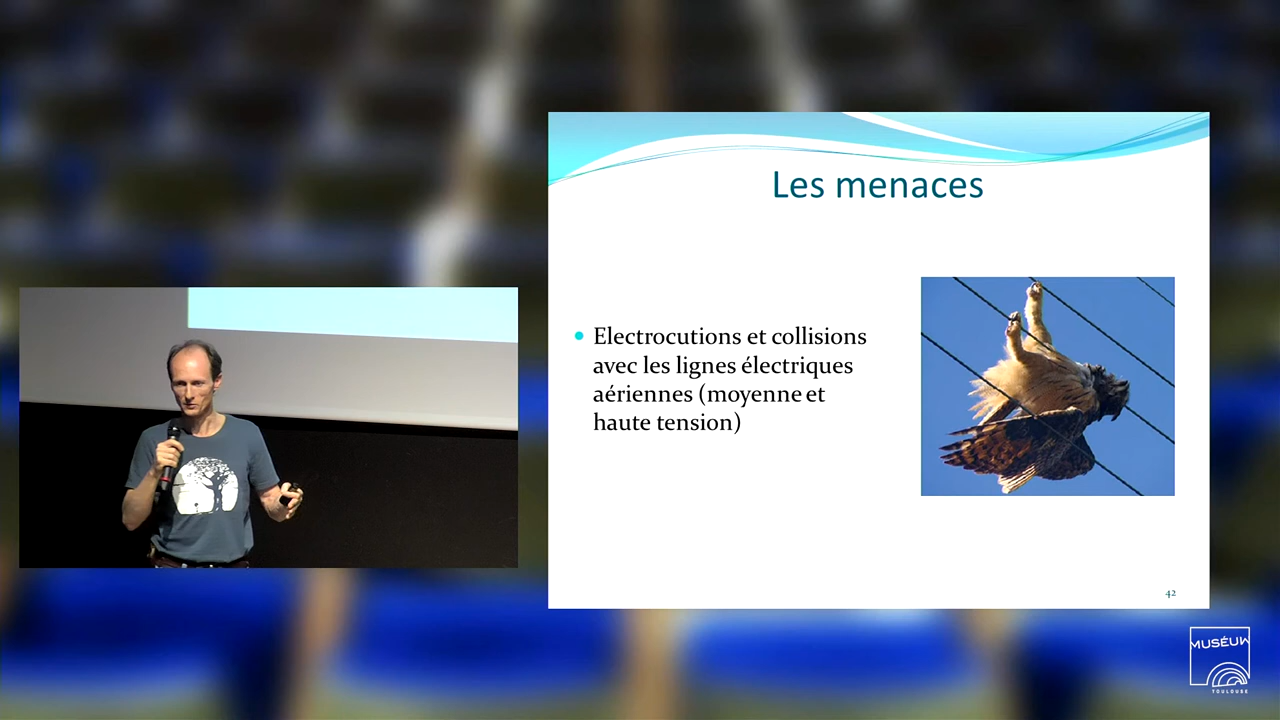 Les menaces
Electrocutions et collisions
avec les lignes électriques
aériennes (moyenne et
haute tension)
42
MUSÉUM
TOULOUSE